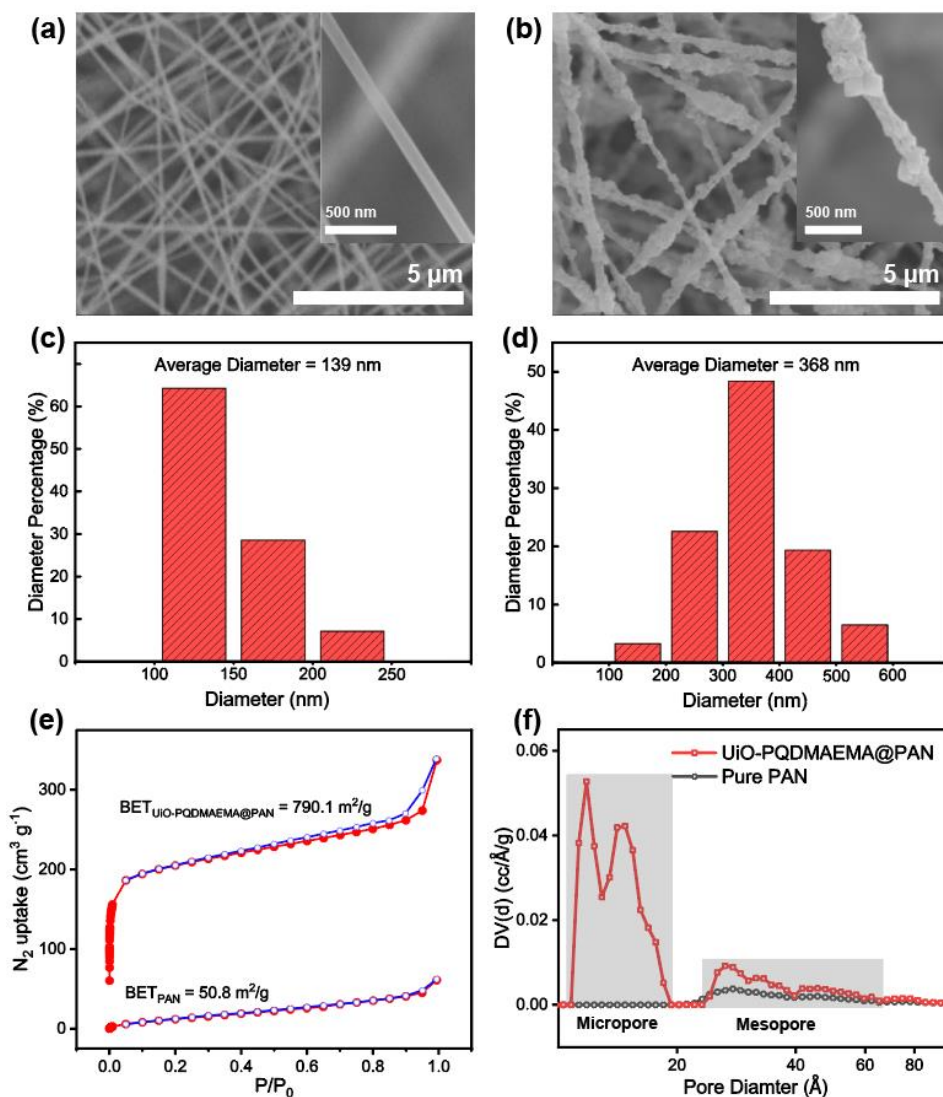 (a)
500 nm
5 µm
(b)
500 nm
5 µm
(c)
Average Diameter = 139 nm
Diameter Percentage (%)
0
10
20
30
40
50
60
100
150
200
250
Diameter (nm)
(d)
Average Diameter = 368 nm
Diameter Percentage (%)
0
10
20
30
40
50
100
200
300
400
500
600
Diameter (nm)
(e)
BET_UiO-PQDMAEMA@PAN = 790.1 m²/g
BET_PAN = 50.8 m²/g
N₂ uptake (cm³ g⁻¹)
0
100
200
300
0.0
0.2
0.4
0.6
0.8
1.0
P/P₀
(f)
UiO-PQDMAEMA@PAN
Pure PAN
DV(d) (cc/Å/g)
0.00
0.02
0.04
0.06
Micropore
Mesopore
20
40
60
80
Pore Diamter (Å)